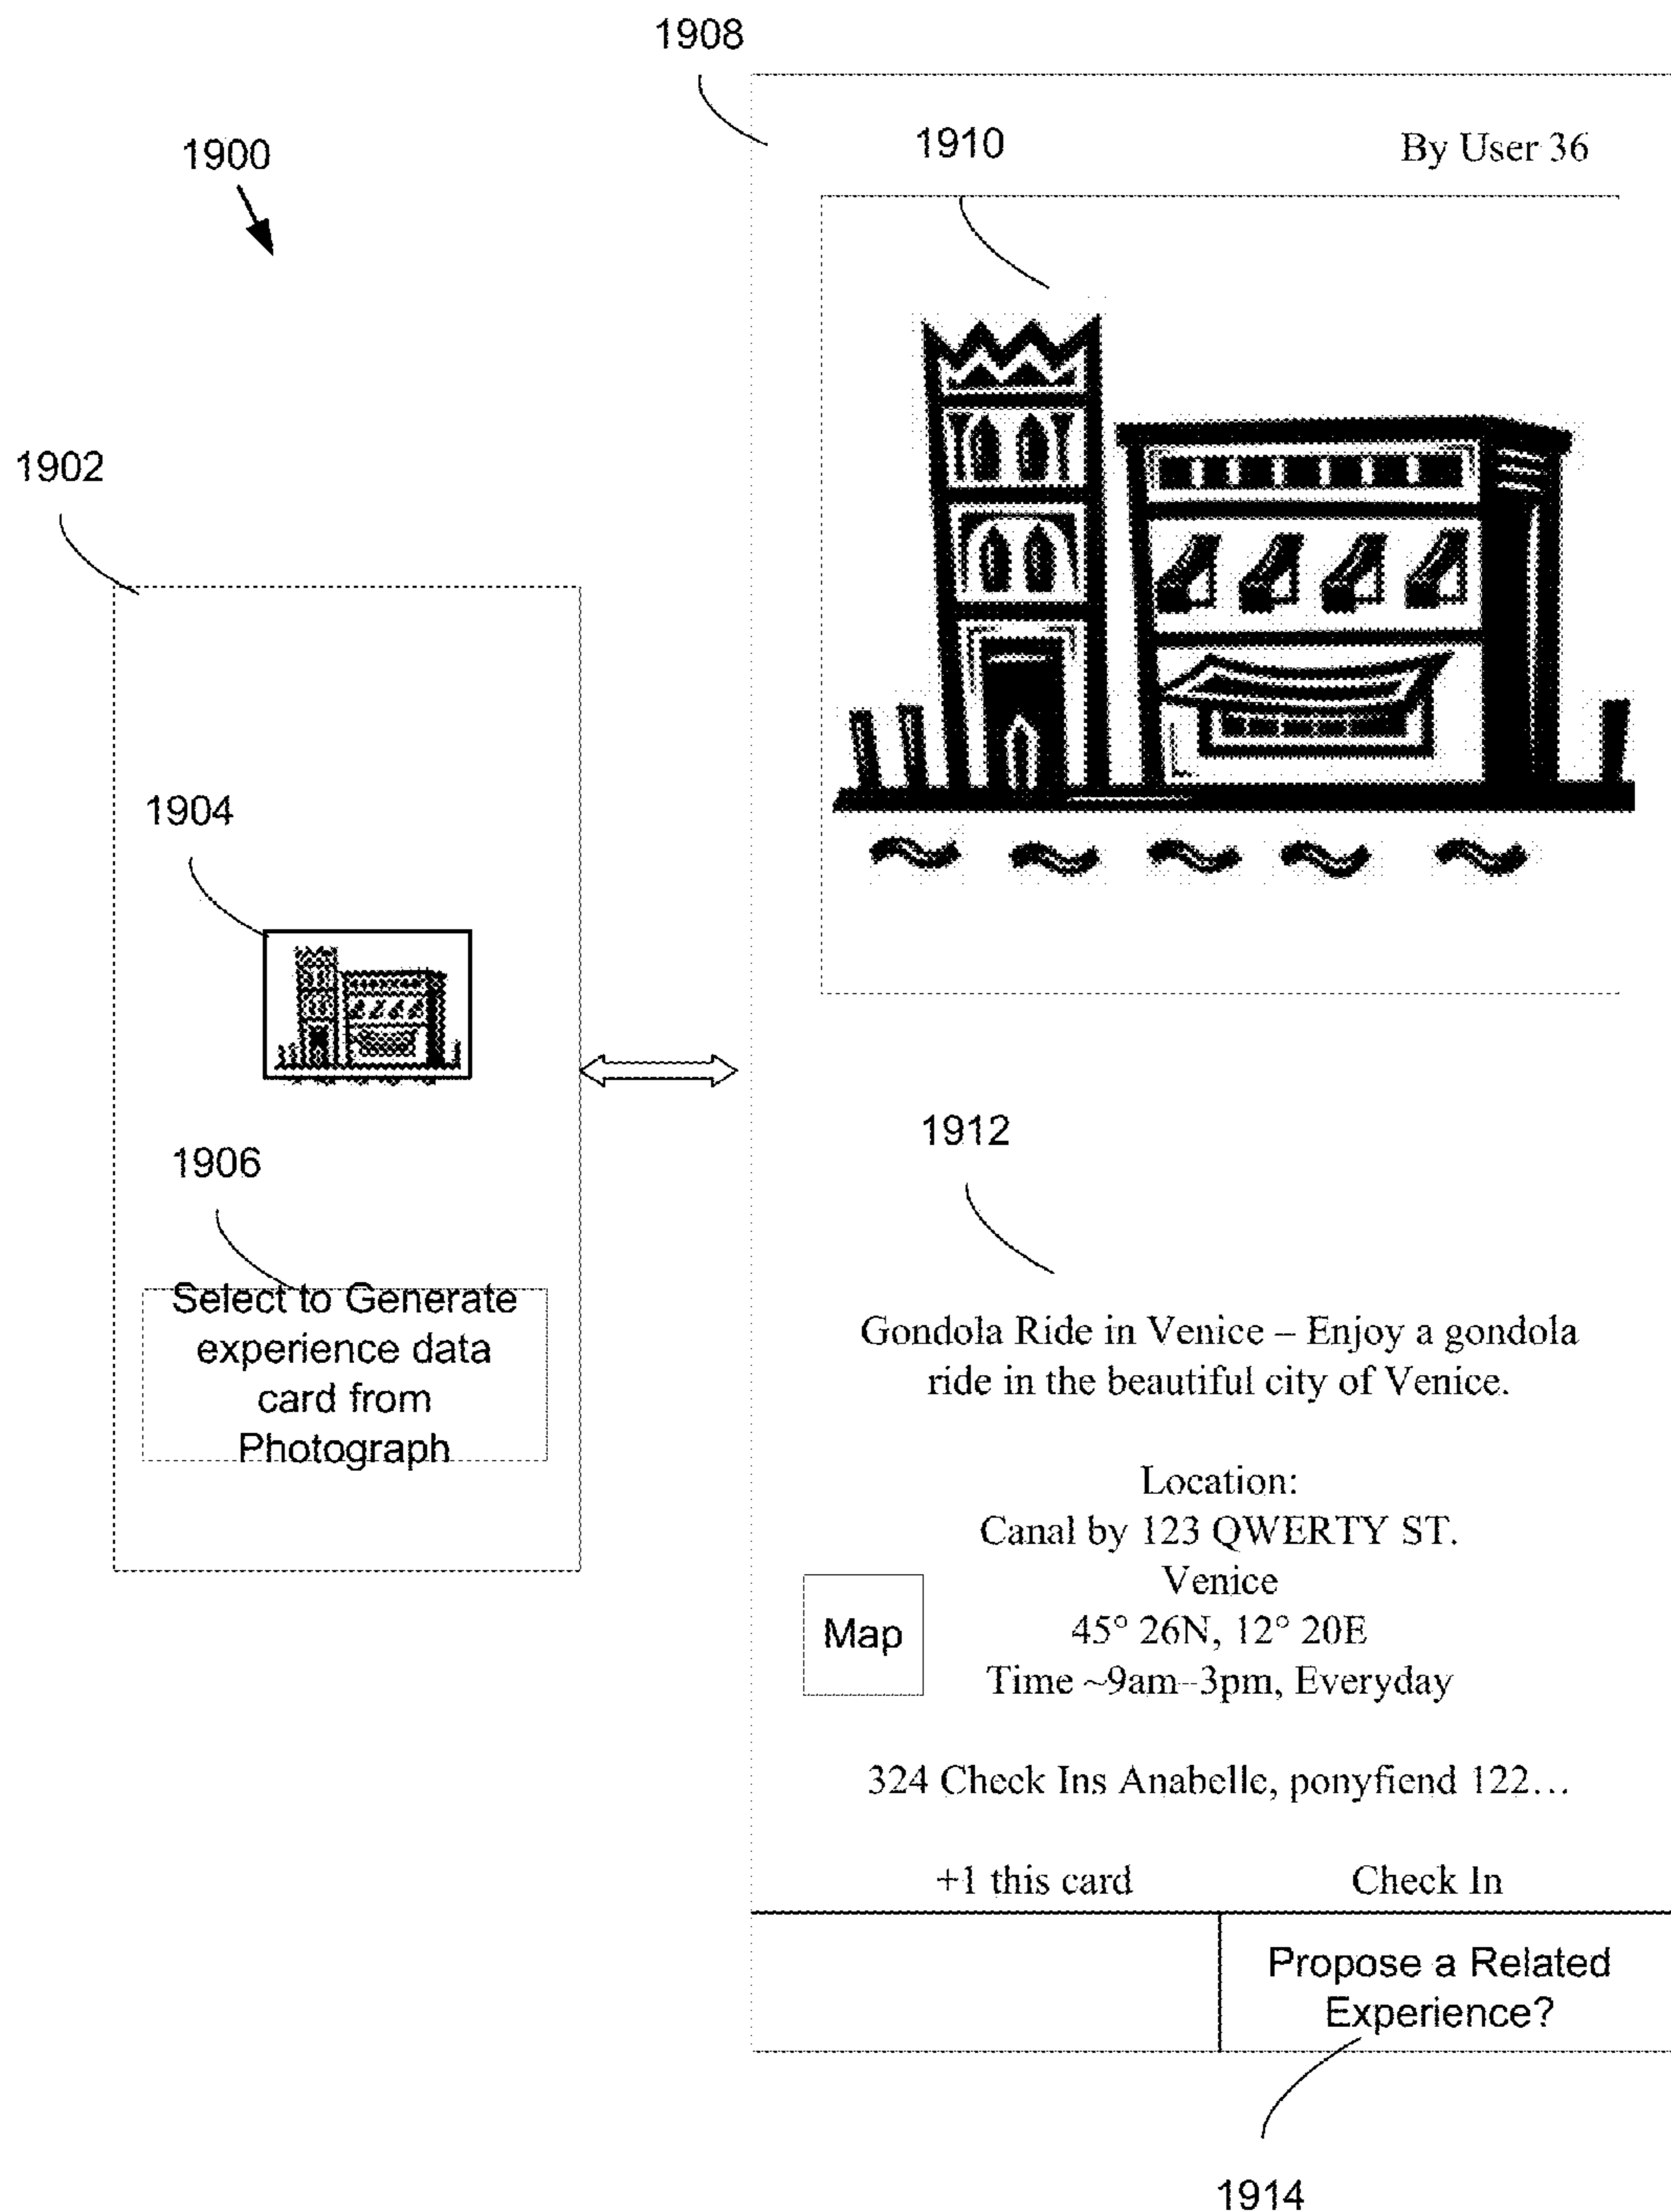 1908
1900
1910
By User 36
1902
1904
1906
Select to Generate
experience data
card from
Photograph
1912
Gondola Ride in Venice – Enjoy a gondola
ride in the beautiful city of Venice.
Location:
Canal by 123 QWERTY ST.
Venice
Map
45° 26N, 12° 20E
Time ~9am--3pm, Everyday
324 Check Ins Anabelle, ponyfiend 122…
+1 this card
Check In
Propose a Related
Experience?
1914